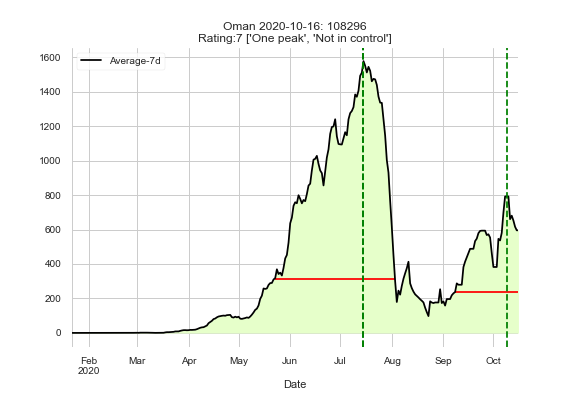 Oman 2020-10-16: 108296
Rating:7 ['One peak', 'Not in control']
Average-7d
1600
1400
1200
1000
800
600
400
200
0
Feb
2020
Mar
Apr
May
Jun
Jul
Aug
Sep
Oct
Date